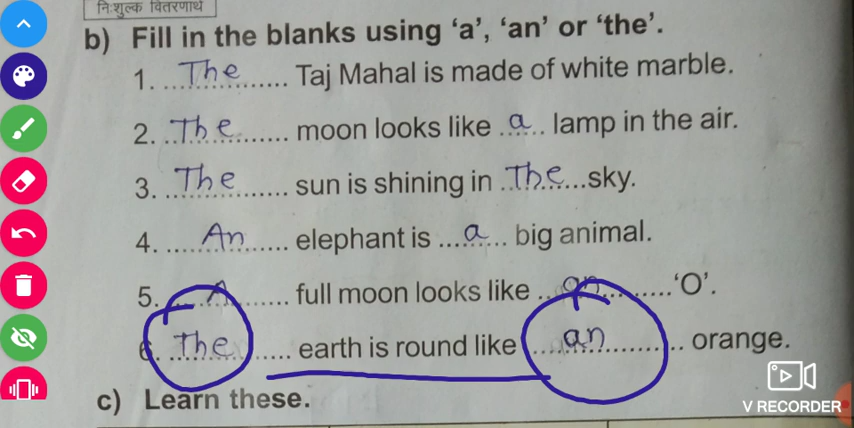 निःशुल्क वितरणार्थ
b) Fill in the blanks using ‘a’, ‘an’ or ‘the’.
1. The Taj Mahal is made of white marble.
2. The moon looks like a lamp in the air.
3. The sun is shining in The sky.
4. An elephant is a big animal.
5. A full moon looks like an ‘O’.
6. The earth is round like an orange.
c) Learn these.
V RECORDER